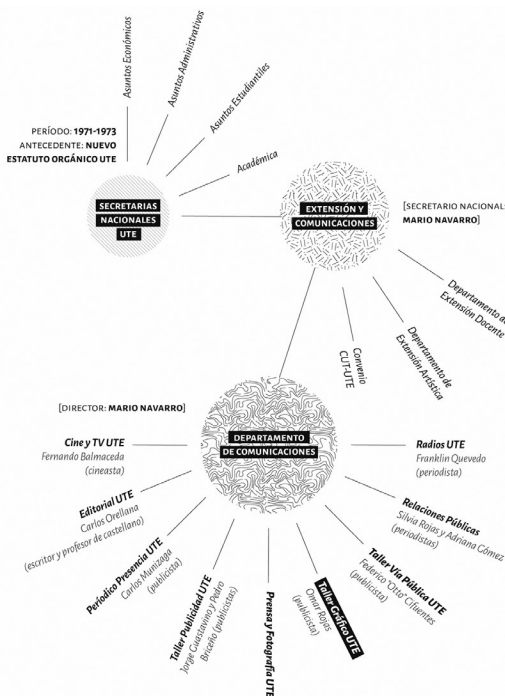 Asuntos Económicos
Asuntos Administrativos
Asuntos Estudiantiles
Académica
PERÍODO: 1971-1973
ANTECEDENTE: NUEVO
ESTATUTO ORGÁNICO UTE
SECRETARIAS
NACIONALES
UTE
EXTENSIÓN Y
COMUNICACIONES
[SECRETARIO NACIONAL:
MARIO NAVARRO]
Departamento de
Extensión Docente
Departamento de
Extensión Artística
Convenio
CUT-UTE
[DIRECTOR: MARIO NAVARRO]
DEPARTAMENTO
DE COMUNICACIONES
Cine y TV UTE
Fernando Balmaceda
(cineasta)
Editorial UTE
Carlos Orellana
(escritor y profesor de castellano)
Periódico Presencia UTE
Carlos Munizaga
(publicista)
Taller Publicidad UTE
Jorge Guastavino y Pedro
Briceño (publicistas)
Prensa y Fotografía UTE
Taller Gráfico UTE
Omar Rojas
(publicista)
Taller Vía Pública UTE
Federico "Otto" Cifuentes
(publicista)
Relaciones Públicas
Silvia Rojas y Adriana Gómez
(periodistas)
Radios UTE
Franklin Quevedo
(periodista)